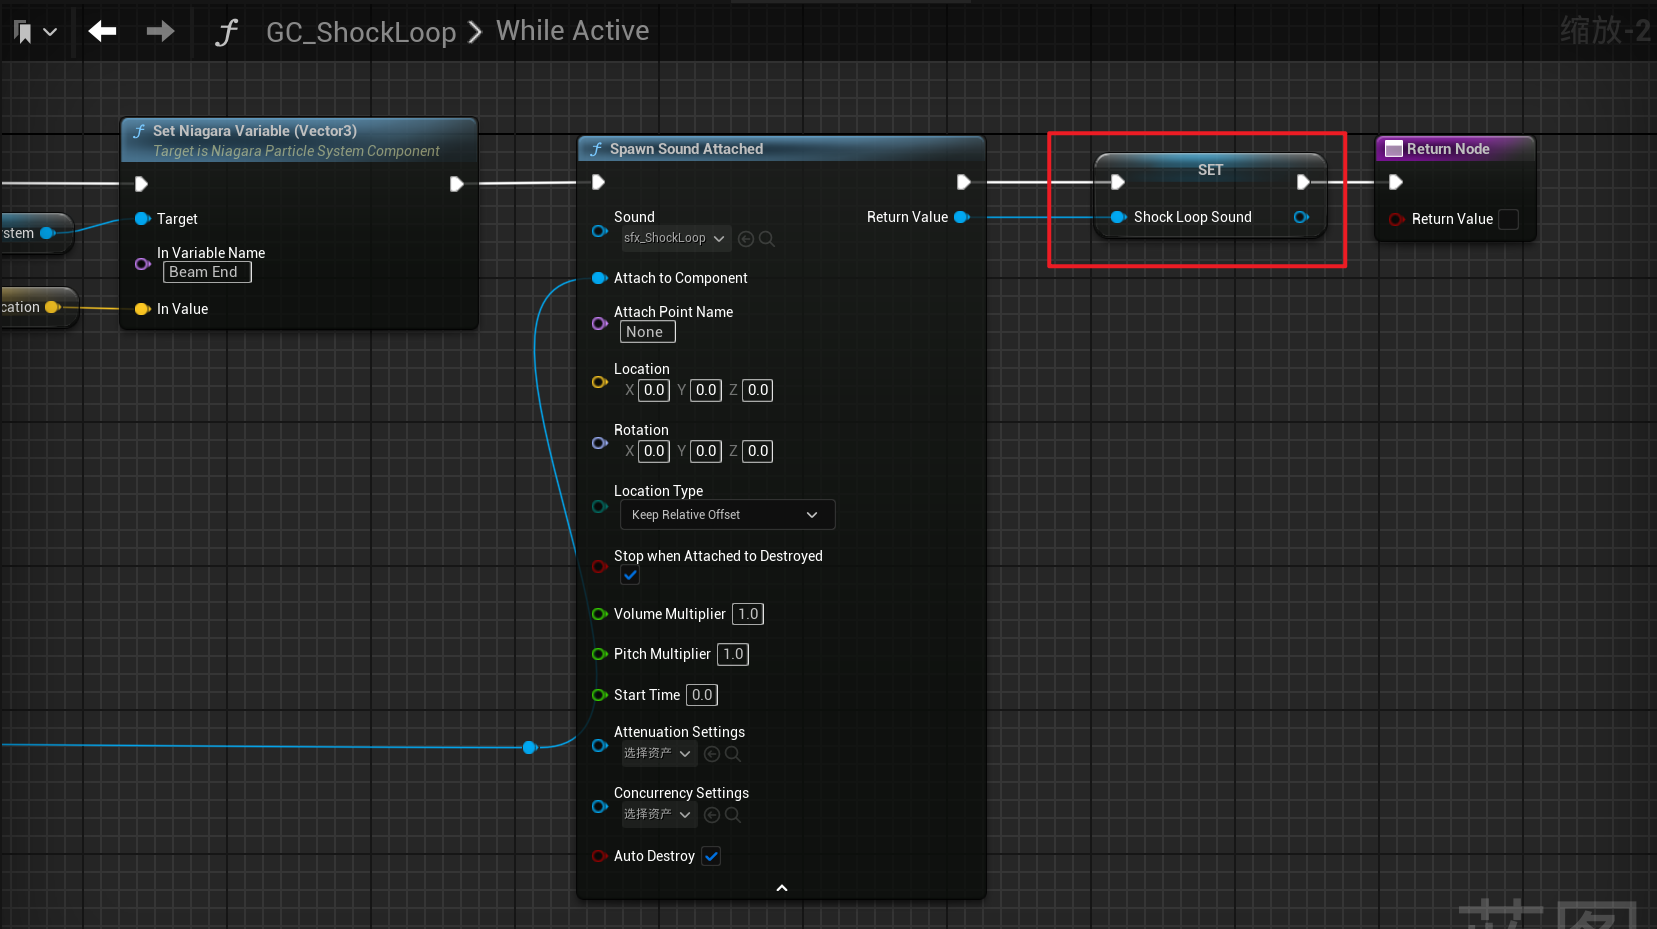 GC_ShockLoop
While Active
缩放-2
Set Niagara Variable (Vector3)
Target is Niagara Particle System Component
Target
In Variable Name
Beam End
In Value
stem
cation
Spawn Sound Attached
Sound
sfx_ShockLoop
Return Value
Attach to Component
Attach Point Name
None
Location
X 0.0 Y 0.0 Z 0.0
Rotation
X 0.0 Y 0.0 Z 0.0
Location Type
Keep Relative Offset
Stop when Attached to Destroyed
Volume Multiplier 1.0
Pitch Multiplier 1.0
Start Time 0.0
Attenuation Settings
选择资产
Concurrency Settings
选择资产
Auto Destroy
SET
Shock Loop Sound
Return Node
Return Value